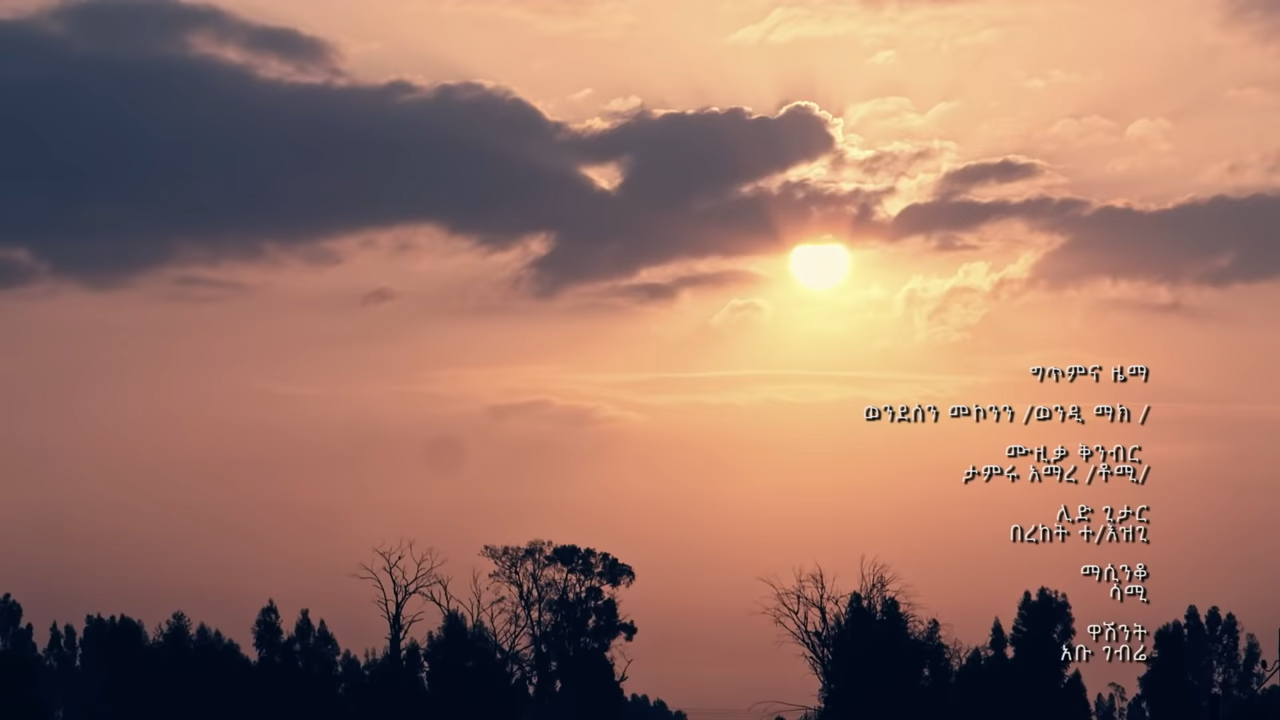 ግጥምና ዜማ
ወንደሰን መኮንን /ወንዲ ማክ /
ሙዚቃ ቅንብር
ታምሩ አማረ /ቶሚ/
ሊድ ጊታር
በረከት ተ/እዝጊ
ማሲንቆ
ሳሚ
ዋሽንት
አቡ ገብሬ